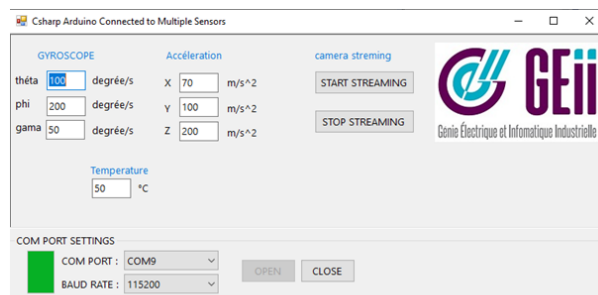 Csharp Arduino Connected to Multiple Sensors
GYROSCOPE Accéleration camera streming
théta 100 degrée/s X 70 m/s^2 START STREAMING
phi 200 degrée/s Y 100 m/s^2
gama 50 degrée/s Z 200 m/s^2 STOP STREAMING
GEii
Génie Électrique et Infomatique Industrielle
Temperature
50 °C
COM PORT SETTINGS
COM PORT : COM9
OPEN CLOSE
BAUD RATE : 115200